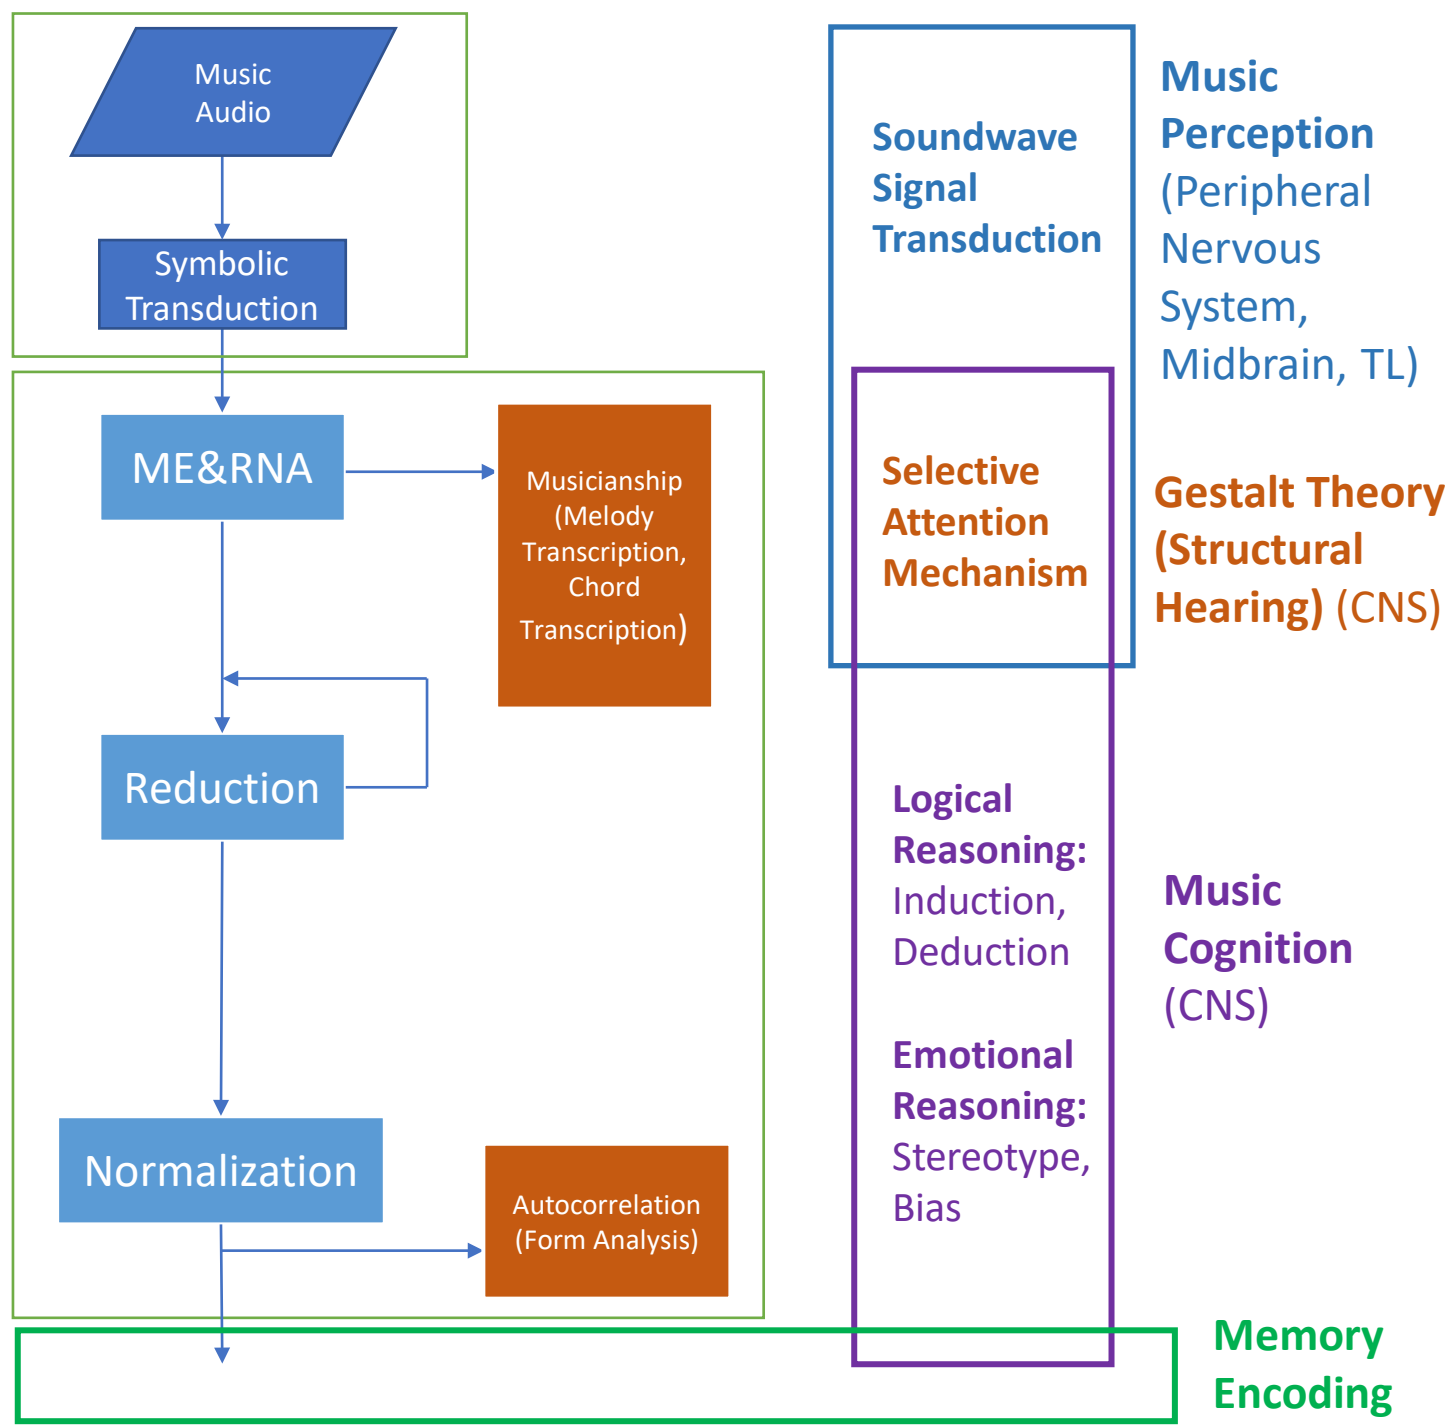 Music
Audio
Symbolic
Transduction
ME&RNA
Musicianship
(Melody
Transcription,
Chord
Transcription)
Reduction
Normalization
Autocorrelation
(Form Analysis)
Soundwave
Signal
Transduction
Selective
Attention
Mechanism
Logical
Reasoning:
Induction,
Deduction
Emotional
Reasoning:
Stereotype,
Bias
Music
Perception
(Peripheral
Nervous
System,
Midbrain, TL)
Gestalt Theory
(Structural
Hearing) (CNS)
Music
Cognition
(CNS)
Memory
Encoding